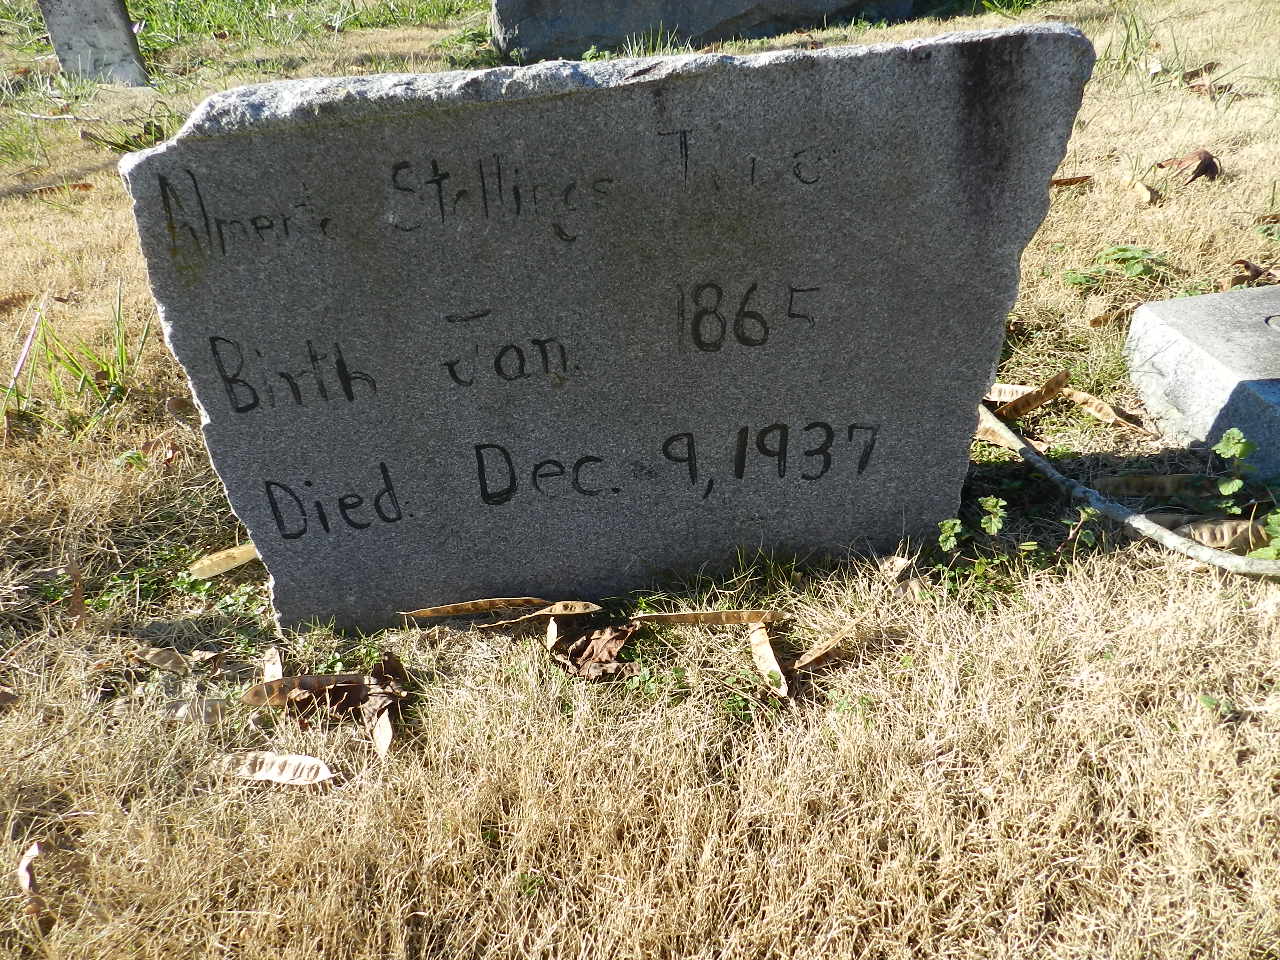 Stallings
Birth Jan. 1865
Died. Dec. 9, 1937